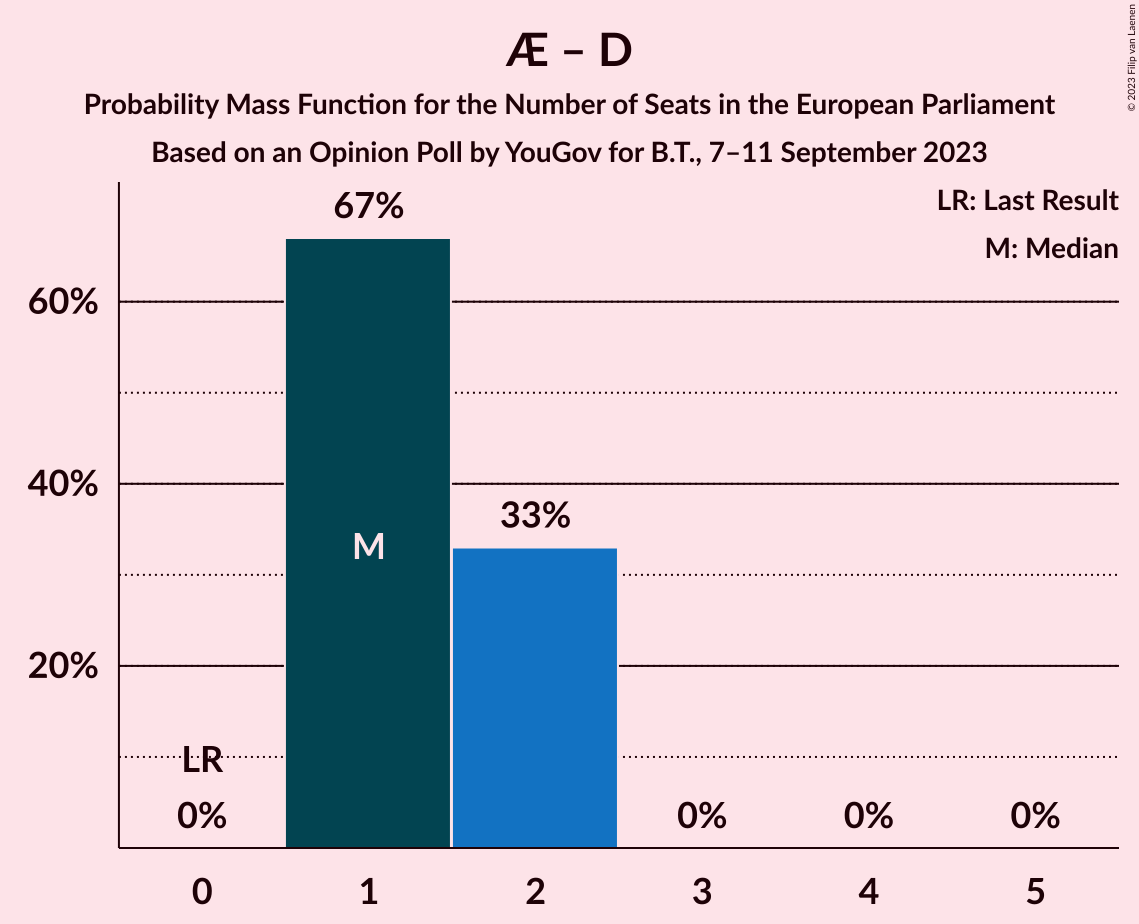 Æ – D
Probability Mass Function for the Number of Seats in the European Parliament
Based on an Opinion Poll by YouGov for B.T., 7–11 September 2023
© 2023 Filip van Laenen
LR: Last Result
M: Median
67%
60%
40%
33%
M
20%
LR
0%
0%
0%
0%
0
1
2
3
4
5